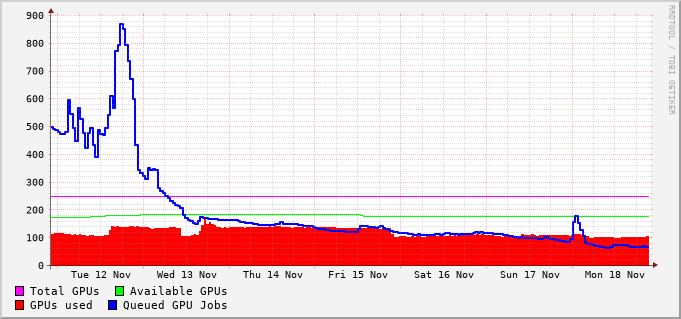 900
800
700
600
500
400
300
200
100
0
Tue 12 Nov Wed 13 Nov Thu 14 Nov Fri 15 Nov Sat 16 Nov Sun 17 Nov Mon 18 Nov
Total GPUs Available GPUs
GPUs used Queued GPU Jobs
RRDTOOL / TOBI OETIKER